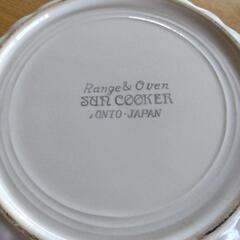 Range & Oven
SUN COOKER
ONTO · JAPAN